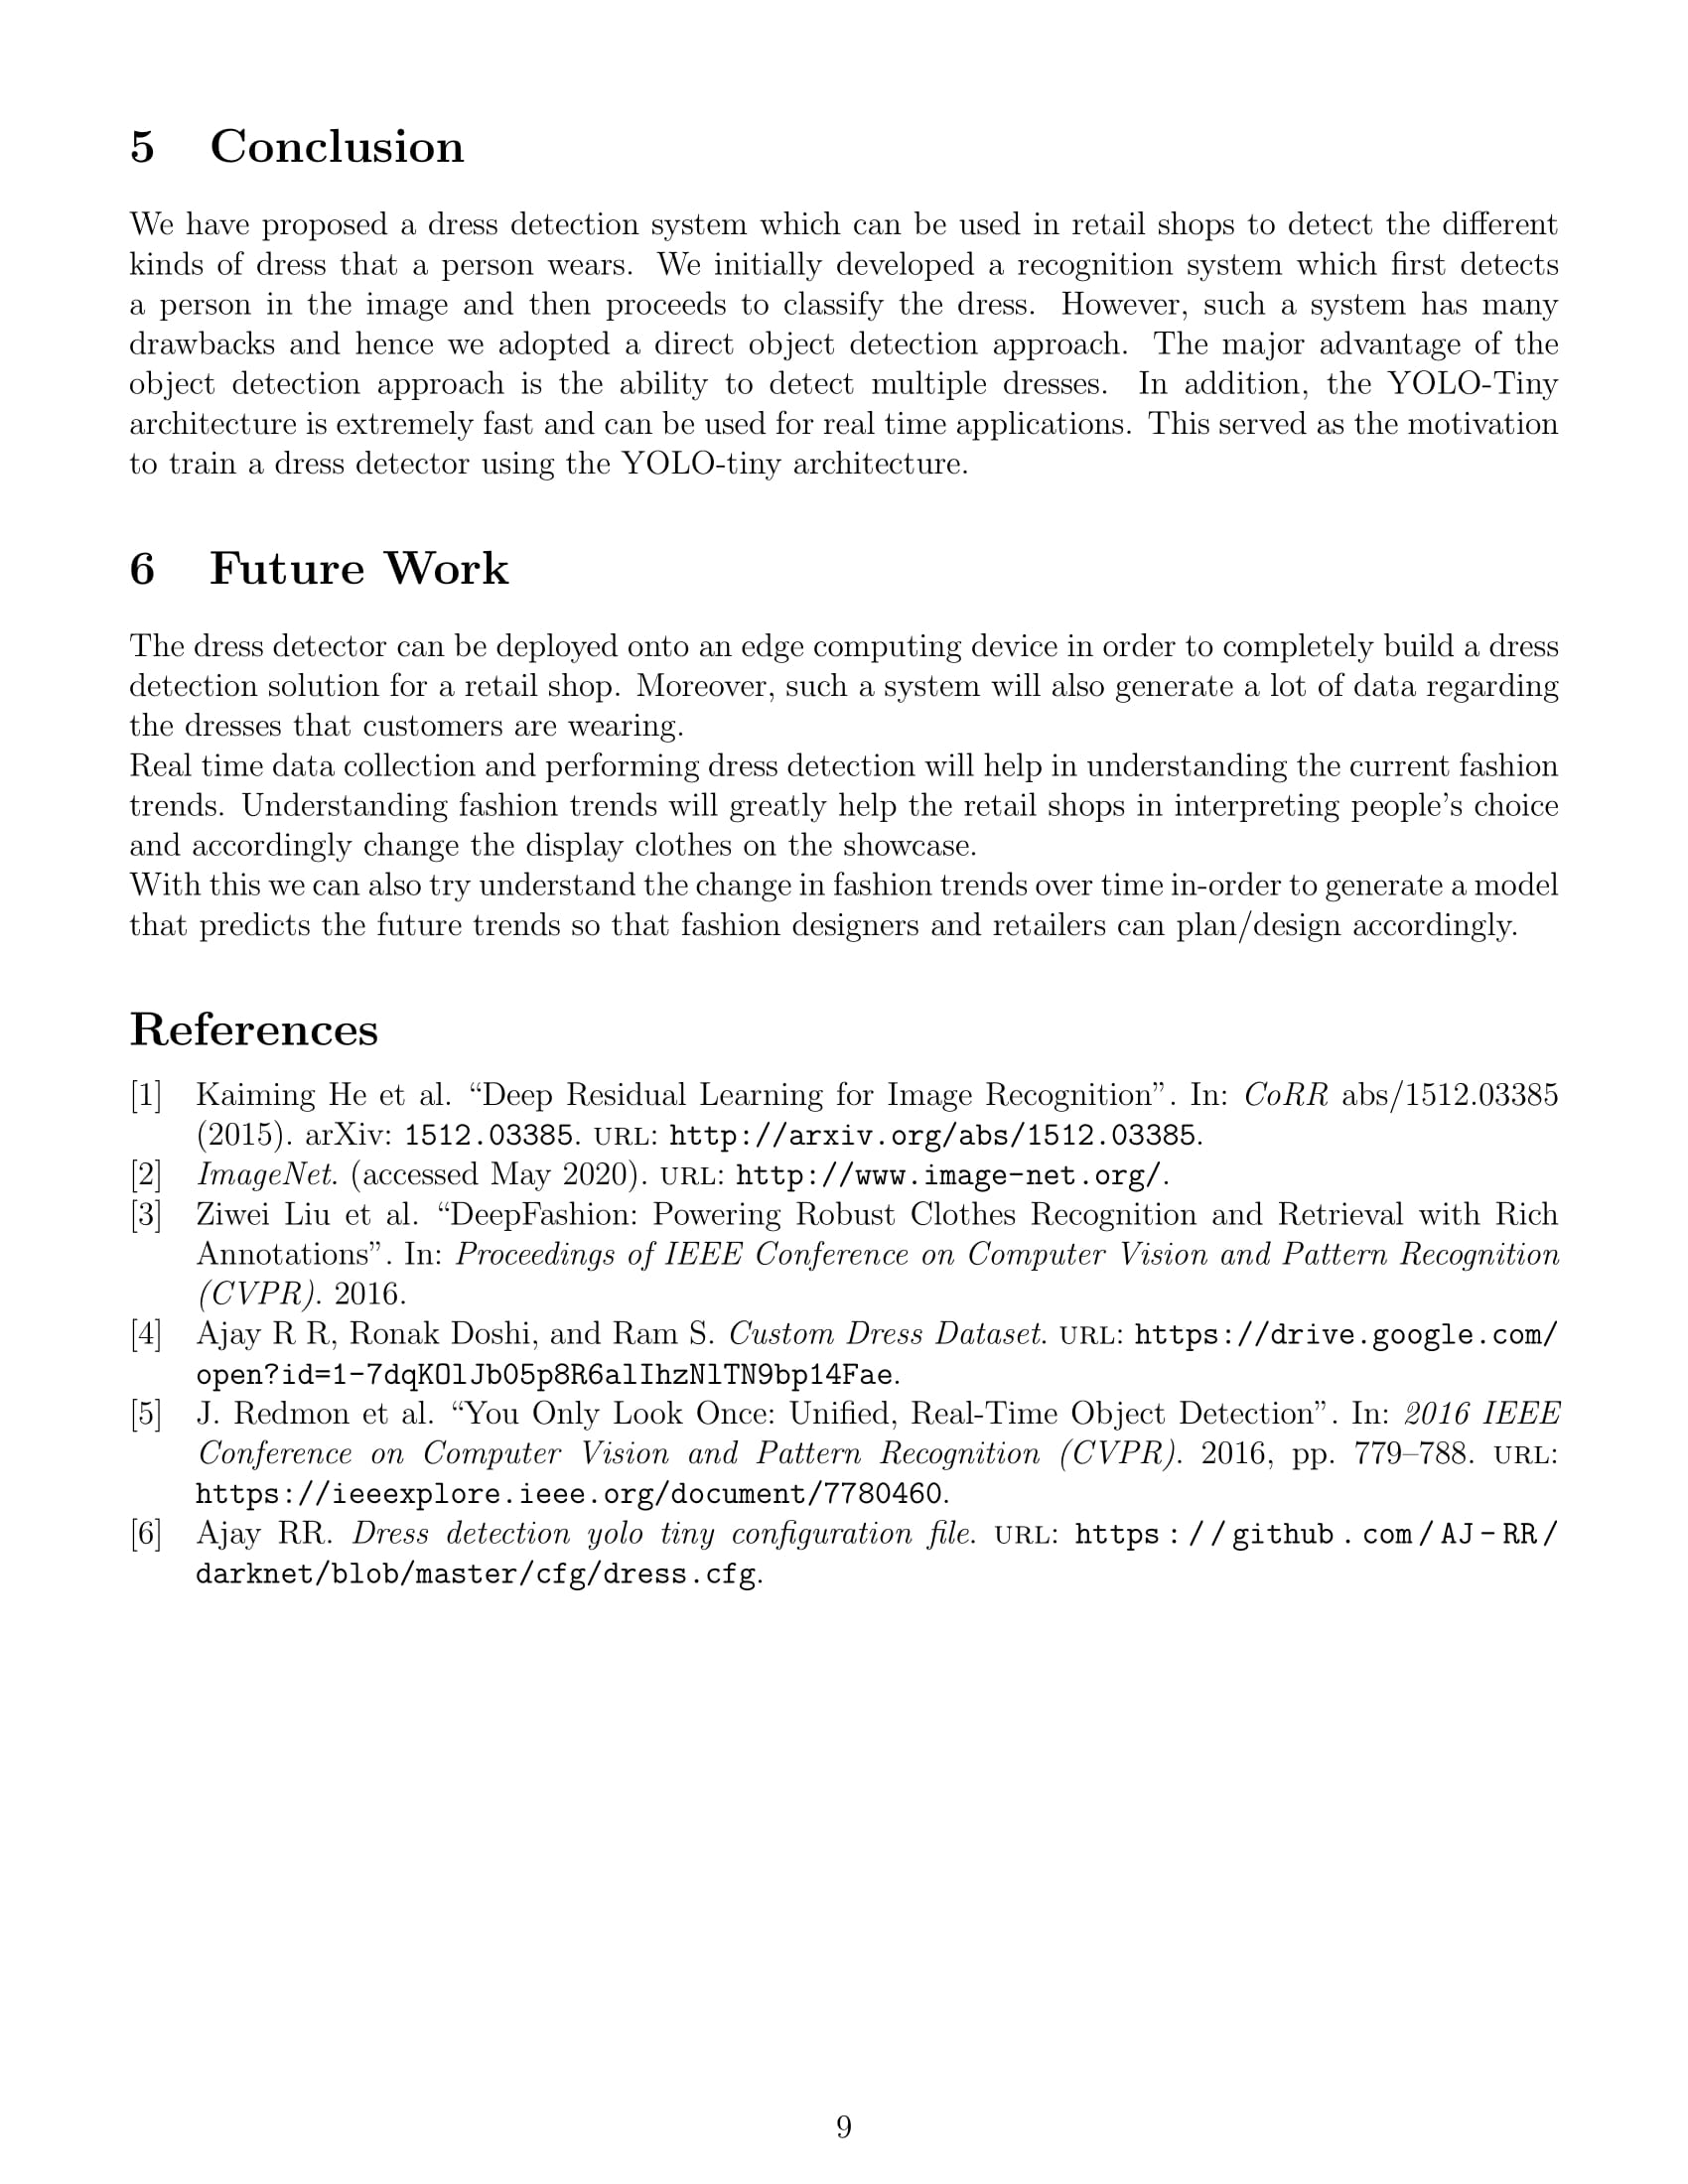 5 Conclusion
We have proposed a dress detection system which can be used in retail shops to detect the different
kinds of dress that a person wears. We initially developed a recognition system which first detects
a person in the image and then proceeds to classify the dress. However, such a system has many
drawbacks and hence we adopted a direct object detection approach. The major advantage of the
object detection approach is the ability to detect multiple dresses. In addition, the YOLO-Tiny
architecture is extremely fast and can be used for real time applications. This served as the motivation
to train a dress detector using the YOLO-tiny architecture.
6 Future Work
The dress detector can be deployed onto an edge computing device in order to completely build a dress
detection solution for a retail shop. Moreover, such a system will also generate a lot of data regarding
the dresses that customers are wearing.
Real time data collection and performing dress detection will help in understanding the current fashion
trends. Understanding fashion trends will greatly help the retail shops in interpreting people's choice
and accordingly change the display clothes on the showcase.
With this we can also try understand the change in fashion trends over time in-order to generate a model
that predicts the future trends so that fashion designers and retailers can plan/design accordingly.
References
[1] Kaiming He et al. “Deep Residual Learning for Image Recognition”. In: CoRR abs/1512.03385
(2015). arXiv: 1512.03385. URL: http://arxiv.org/abs/1512.03385.
[2] ImageNet. (accessed May 2020). URL: http://www.image-net.org/.
[3] Ziwei Liu et al. “DeepFashion: Powering Robust Clothes Recognition and Retrieval with Rich
Annotations”. In: Proceedings of IEEE Conference on Computer Vision and Pattern Recognition
(CVPR). 2016.
[4] Ajay R R, Ronak Doshi, and Ram S. Custom Dress Dataset. URL: https://drive.google.com/
open?id=1-7dqKOlJb05p8R6alIhzNlTN9bp14Fae.
[5] J. Redmon et al. “You Only Look Once: Unified, Real-Time Object Detection”. In: 2016 IEEE
Conference on Computer Vision and Pattern Recognition (CVPR). 2016, pp. 779–788. URL:
https://ieeexplore.ieee.org/document/7780460.
[6] Ajay RR. Dress detection yolo tiny configuration file. URL: https://github.com/AJ-RR/
darknet/blob/master/cfg/dress.cfg.
9